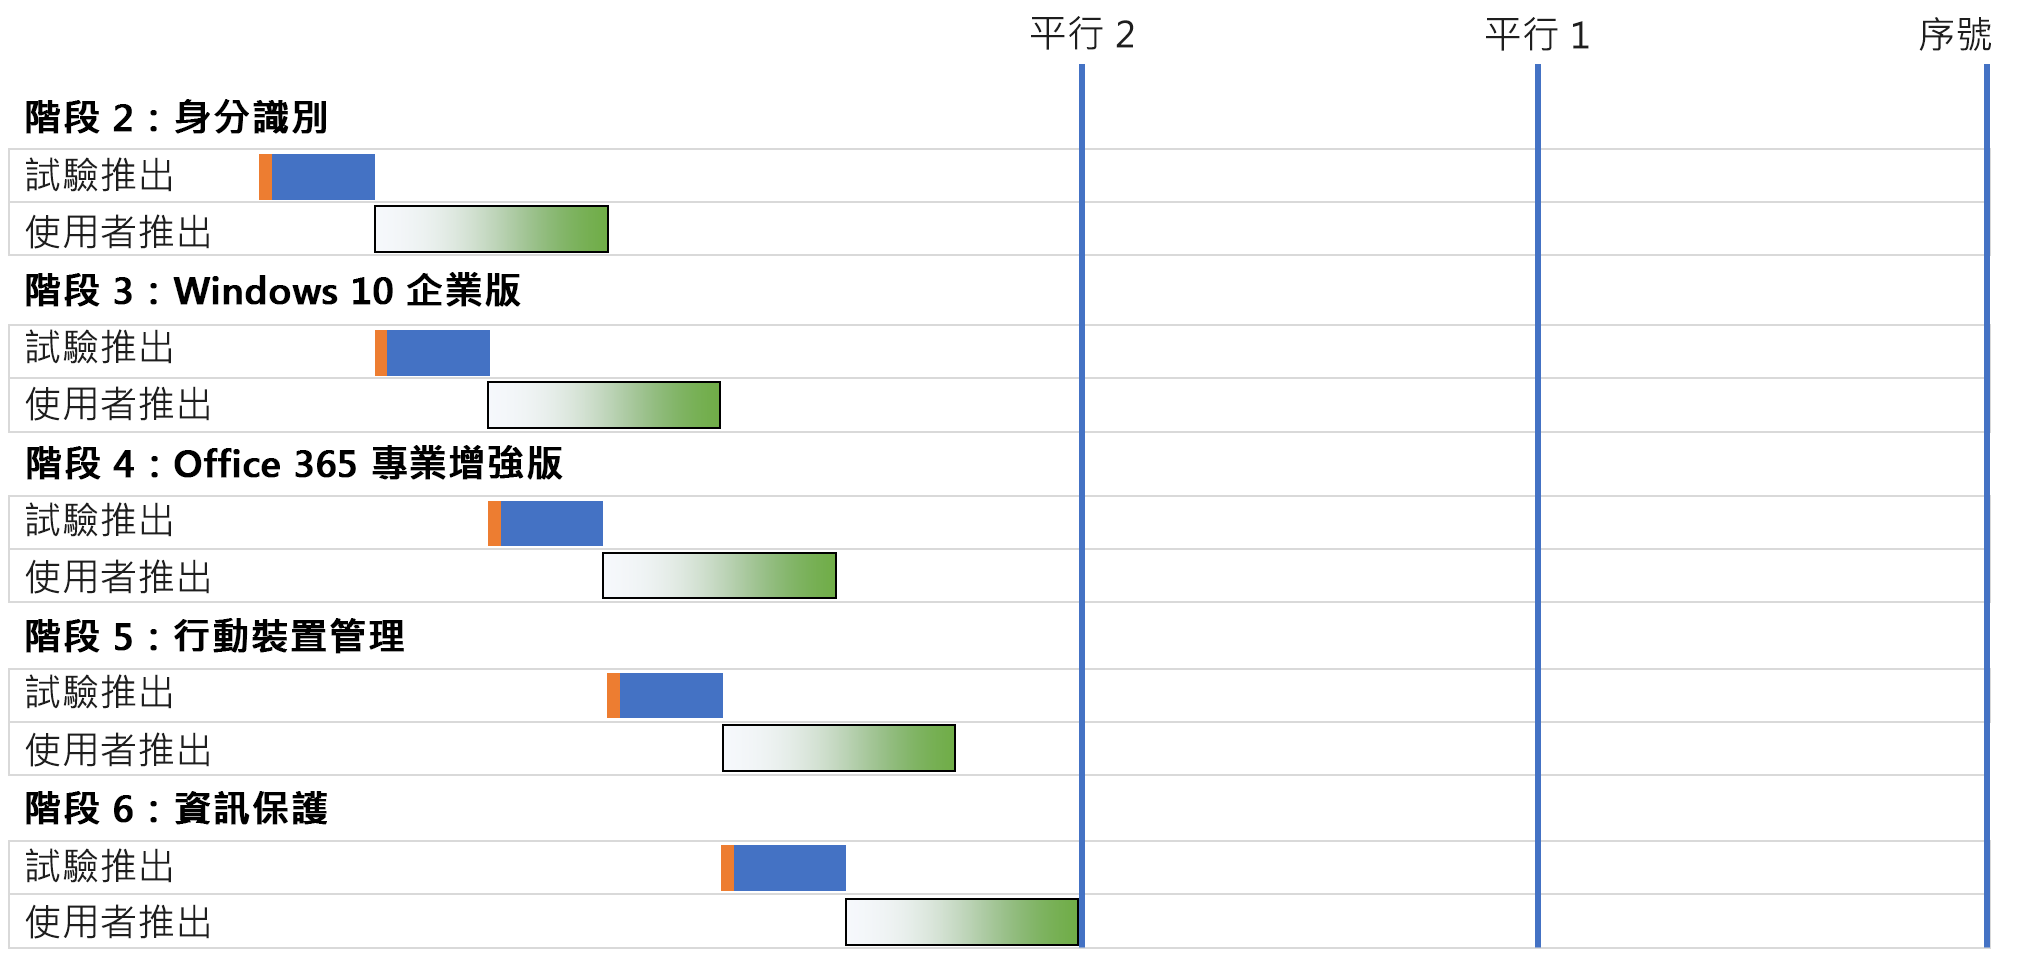 平行 2
平行 1
序號
階段 2：身分識別
試驗推出
使用者推出
階段 3：Windows 10 企業版
試驗推出
使用者推出
階段 4：Office 365 專業增強版
試驗推出
使用者推出
階段 5：行動裝置管理
試驗推出
使用者推出
階段 6：資訊保護
試驗推出
使用者推出